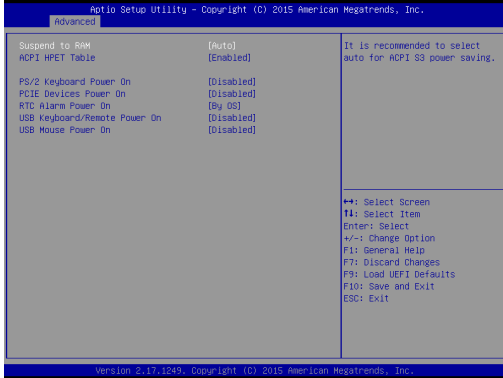 Aptio Setup Utility – Copyright (C) 2015 American Megatrends, Inc.
Advanced
Suspend to RAM [Auto]
ACPI HPET Table [Enabled]
PS/2 Keyboard Power On [Disabled]
PCIE Devices Power On [Disabled]
RTC Alarm Power On [By OS]
USB Keyboard/Remote Power On [Disabled]
USB Mouse Power On [Disabled]
It is recommended to select
auto for ACPI S3 power saving.
↔: Select Screen
↑↓: Select Item
Enter: Select
+/-: Change Option
F1: General Help
F7: Discard Changes
F9: Load UEFI Defaults
F10: Save and Exit
ESC: Exit
Version 2.17.1249. Copyright (C) 2015 American Megatrends, Inc.